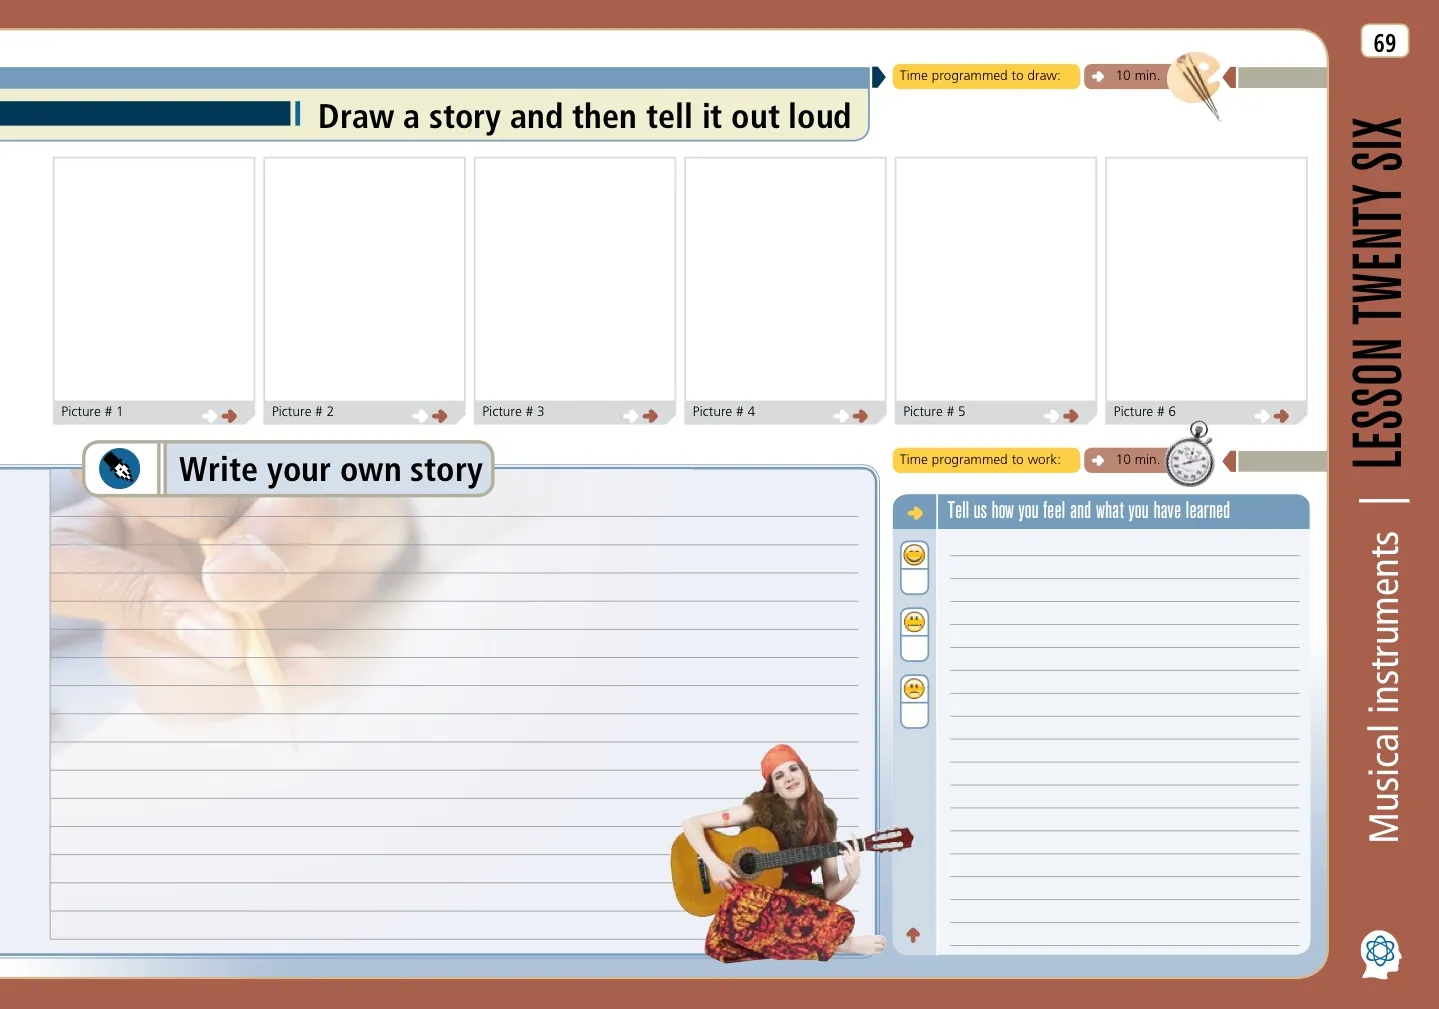 69
Time programmed to draw:
10 min.
Draw a story and then tell it out loud
Picture # 1
Picture # 2
Picture # 3
Picture # 4
Picture # 5
Picture # 6
Write your own story
Time programmed to work:
10 min.
Tell us how you feel and what you have learned
LESSON TWENTY SIX
Musical instruments